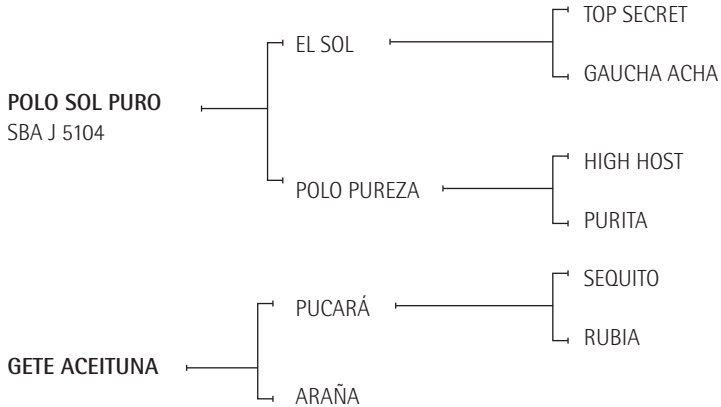 TOP SECRET
EL SOL
GAUCHA ACHA
POLO SOL PURO
SBA J 5104
HIGH HOST
POLO PUREZA
PURITA
SEQUITO
PUCARÁ
RUBIA
GETE ACEITUNA
ARAÑA